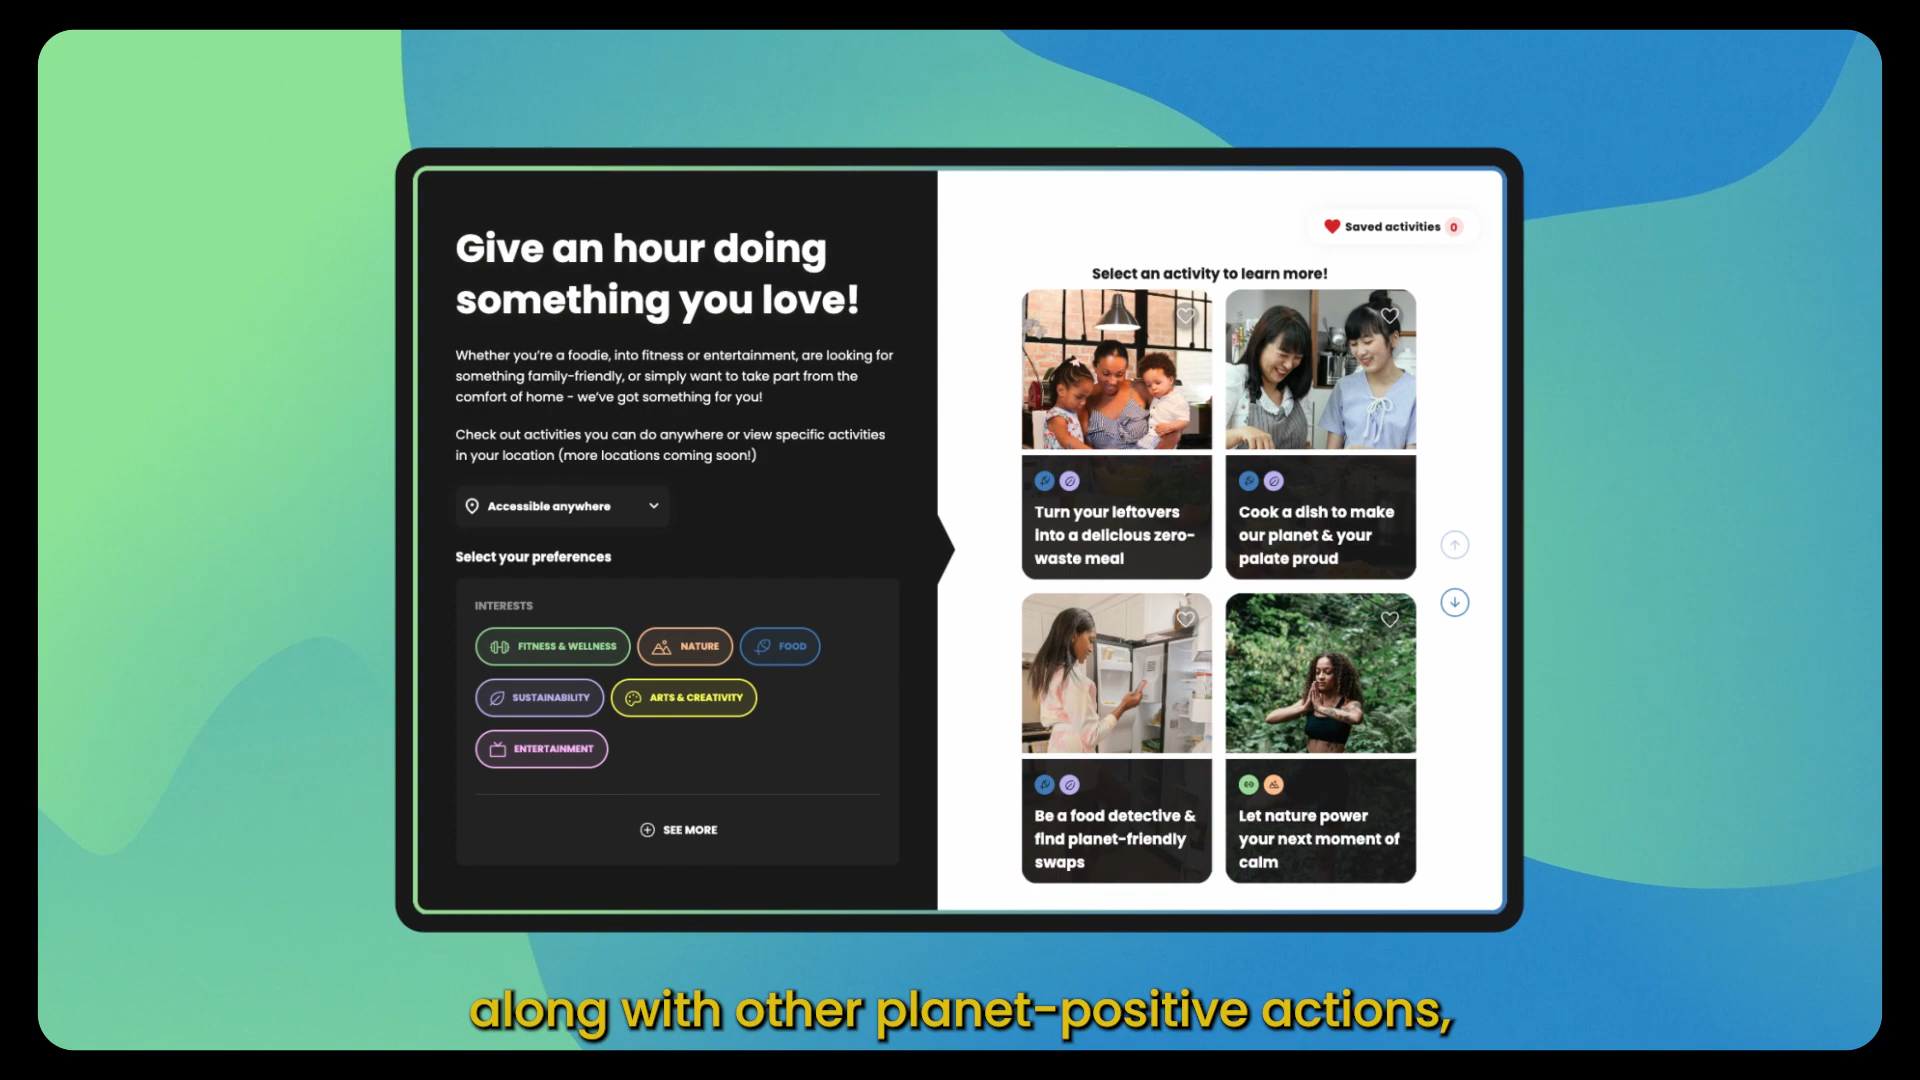 Give an hour doing
something you love!
Whether you're a foodie, into fitness or entertainment, are looking for
something family-friendly, or simply want to take part from the
comfort of home - we've got something for you!
Check out activities you can do anywhere or view specific activities
in your location (more locations coming soon!)
Accessible anywhere
Select your preferences
INTERESTS
FITNESS & WELLNESS
NATURE
FOOD
SUSTAINABILITY
ARTS & CREATIVITY
ENTERTAINMENT
SEE MORE
Saved activities 0
Select an activity to learn more!
Turn your leftovers
into a delicious zero-
waste meal
Cook a dish to make
our planet & your
palate proud
Be a food detective &
find planet-friendly
swaps
Let nature power
your next moment of
calm
along with other planet-positive actions,